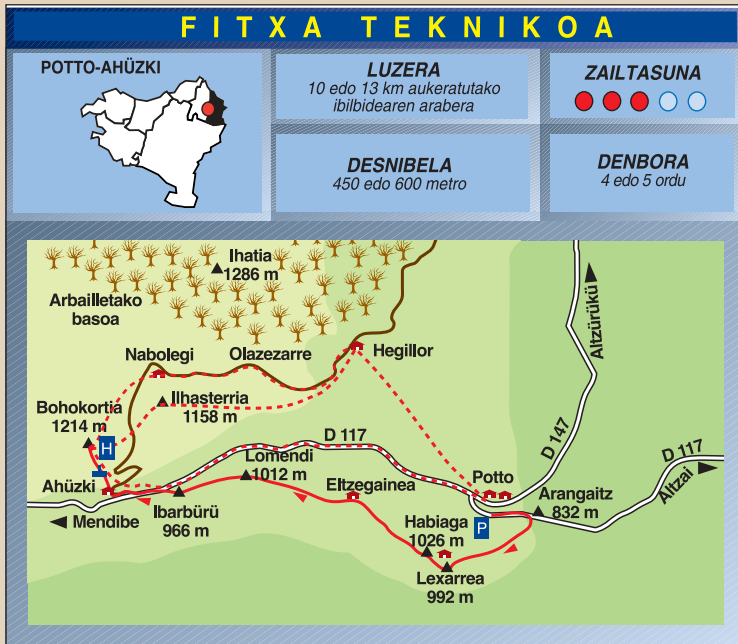 FITXA TEKNIKOA
POTTO-AHÜZKI
LUZERA
10 edo 13 km aukeratutako
ibilbidearen arabera
ZAILTASUNA
DESNIBELA
450 edo 600 metro
DENBORA
4 edo 5 ordu
Ihatia
1286 m
Arbailletako
basoa
Altzürükü
Nabolegi
Olazezarre
Hegillor
Ilhasterria
1158 m
Bohokortia
1214 m
H
D 117
D 147
D 117
Altzai
Lomendi
1012 m
Potto
Ahüzki
Eltzegainea
Arangaitz
832 m
Mendibe
Ibarbürü
966 m
P
Habiaga
1026 m
Lexarrea
992 m